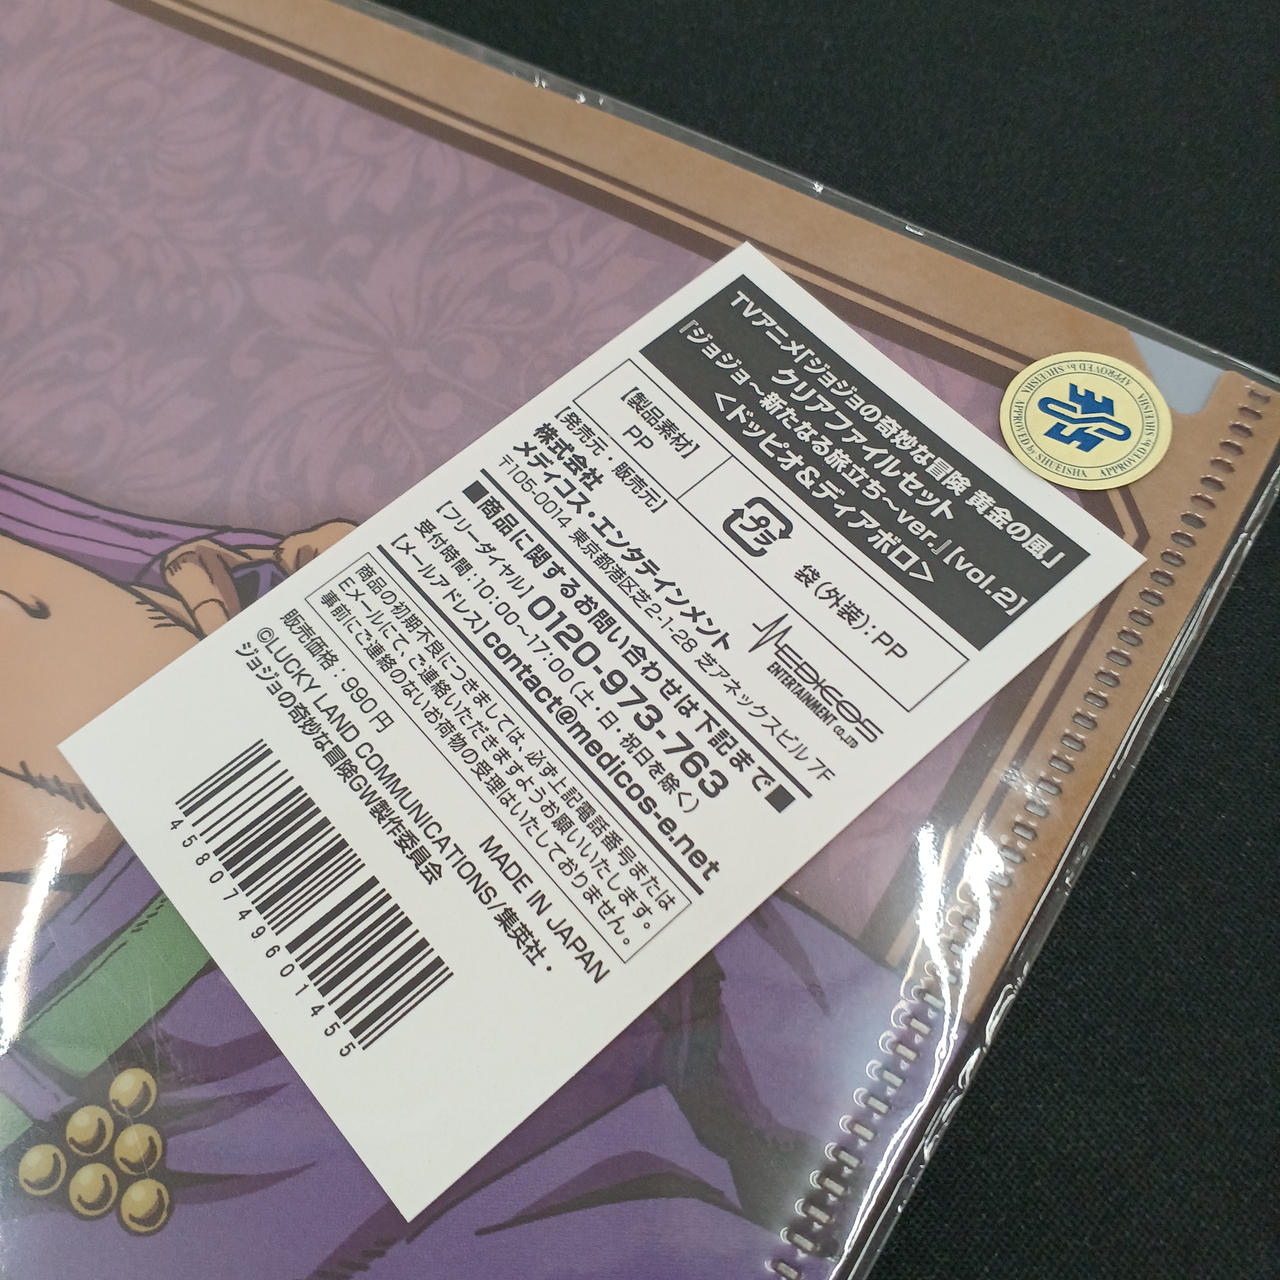 TVアニメ『ジョジョの奇妙な冒険 黄金の風』
クリアファイルセット
『ジョジョ～新たなる旅立ち～ver.』【vol.2】
＜ドッピオ&ディアボロ＞
【製品素材】
PP
プラ
袋(外装):PP
【発売元・販売元】
株式会社
メディコス・エンタテインメント
〒105-0014 東京都港区芝2-1-28 芝アネックスビル 7F
MEDICOS
ENTERTAINMENT Co.,LTD
■商品に関するお問い合わせは下記まで■
【フリーダイヤル】0120-973-763
受付時間:10:00～17:00(土・日・祝日を除く)
【メールアドレス】contact@medicos-e.net
商品の初期不良につきましては、必ず上記電話番号または
Eメールにて、ご連絡いただきますようお願いいたします。
事前にご連絡のないお荷物の受理はいたしておりません。
販売価格:990円
MADE IN JAPAN
©LUCKY LAND COMMUNICATIONS/集英社・
ジョジョの奇妙な冒険GW製作委員会
4580749601455
APPROVED by SHUEISHA APPROVED by SHUEISHA APPROVED by SHUEISHA